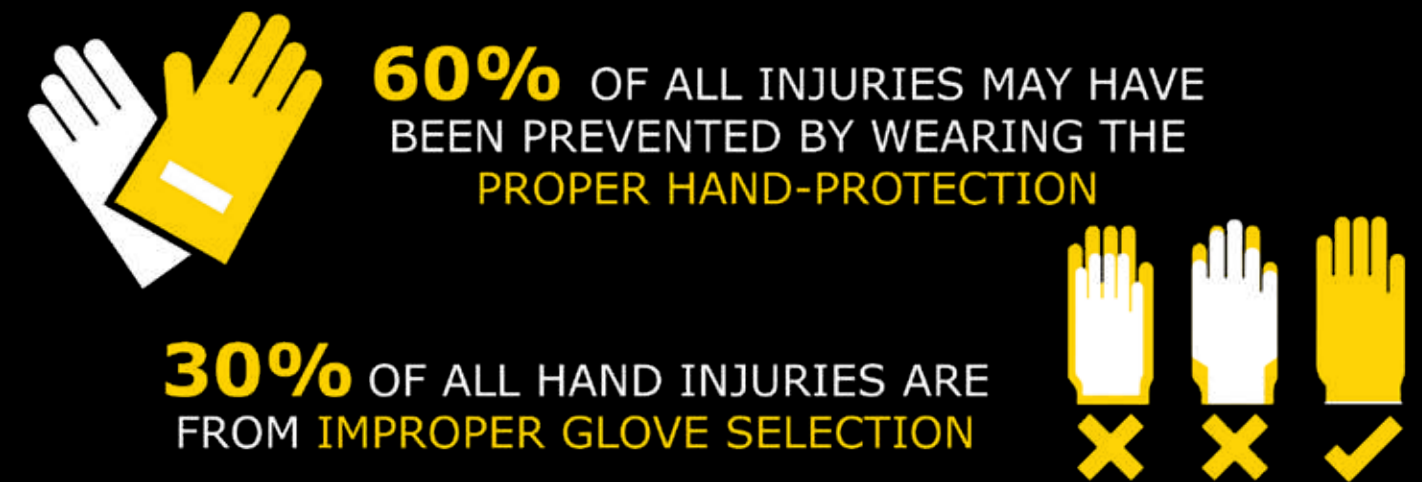 60% OF ALL INJURIES MAY HAVE
BEEN PREVENTED BY WEARING THE
PROPER HAND-PROTECTION
30% OF ALL HAND INJURIES ARE
FROM IMPROPER GLOVE SELECTION